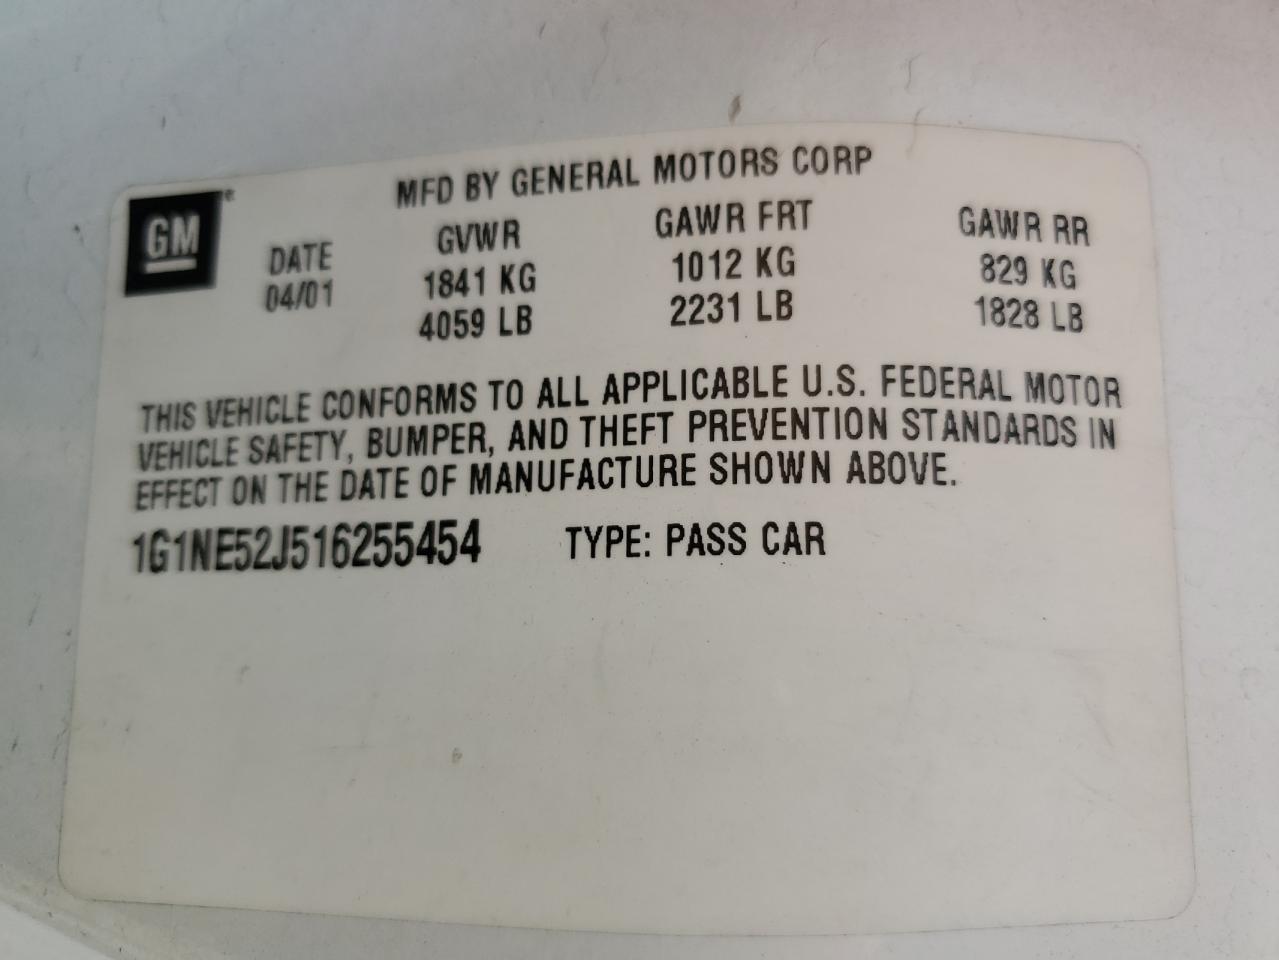 MFD BY GENERAL MOTORS CORP
GM®
DATE GVWR GAWR FRT GAWR RR
04/01 1841 KG 1012 KG 829 KG
4059 LB 2231 LB 1828 LB
THIS VEHICLE CONFORMS TO ALL APPLICABLE U.S. FEDERAL MOTOR
VEHICLE SAFETY, BUMPER, AND THEFT PREVENTION STANDARDS IN
EFFECT ON THE DATE OF MANUFACTURE SHOWN ABOVE.
1G1NE52J516255454 TYPE: PASS CAR